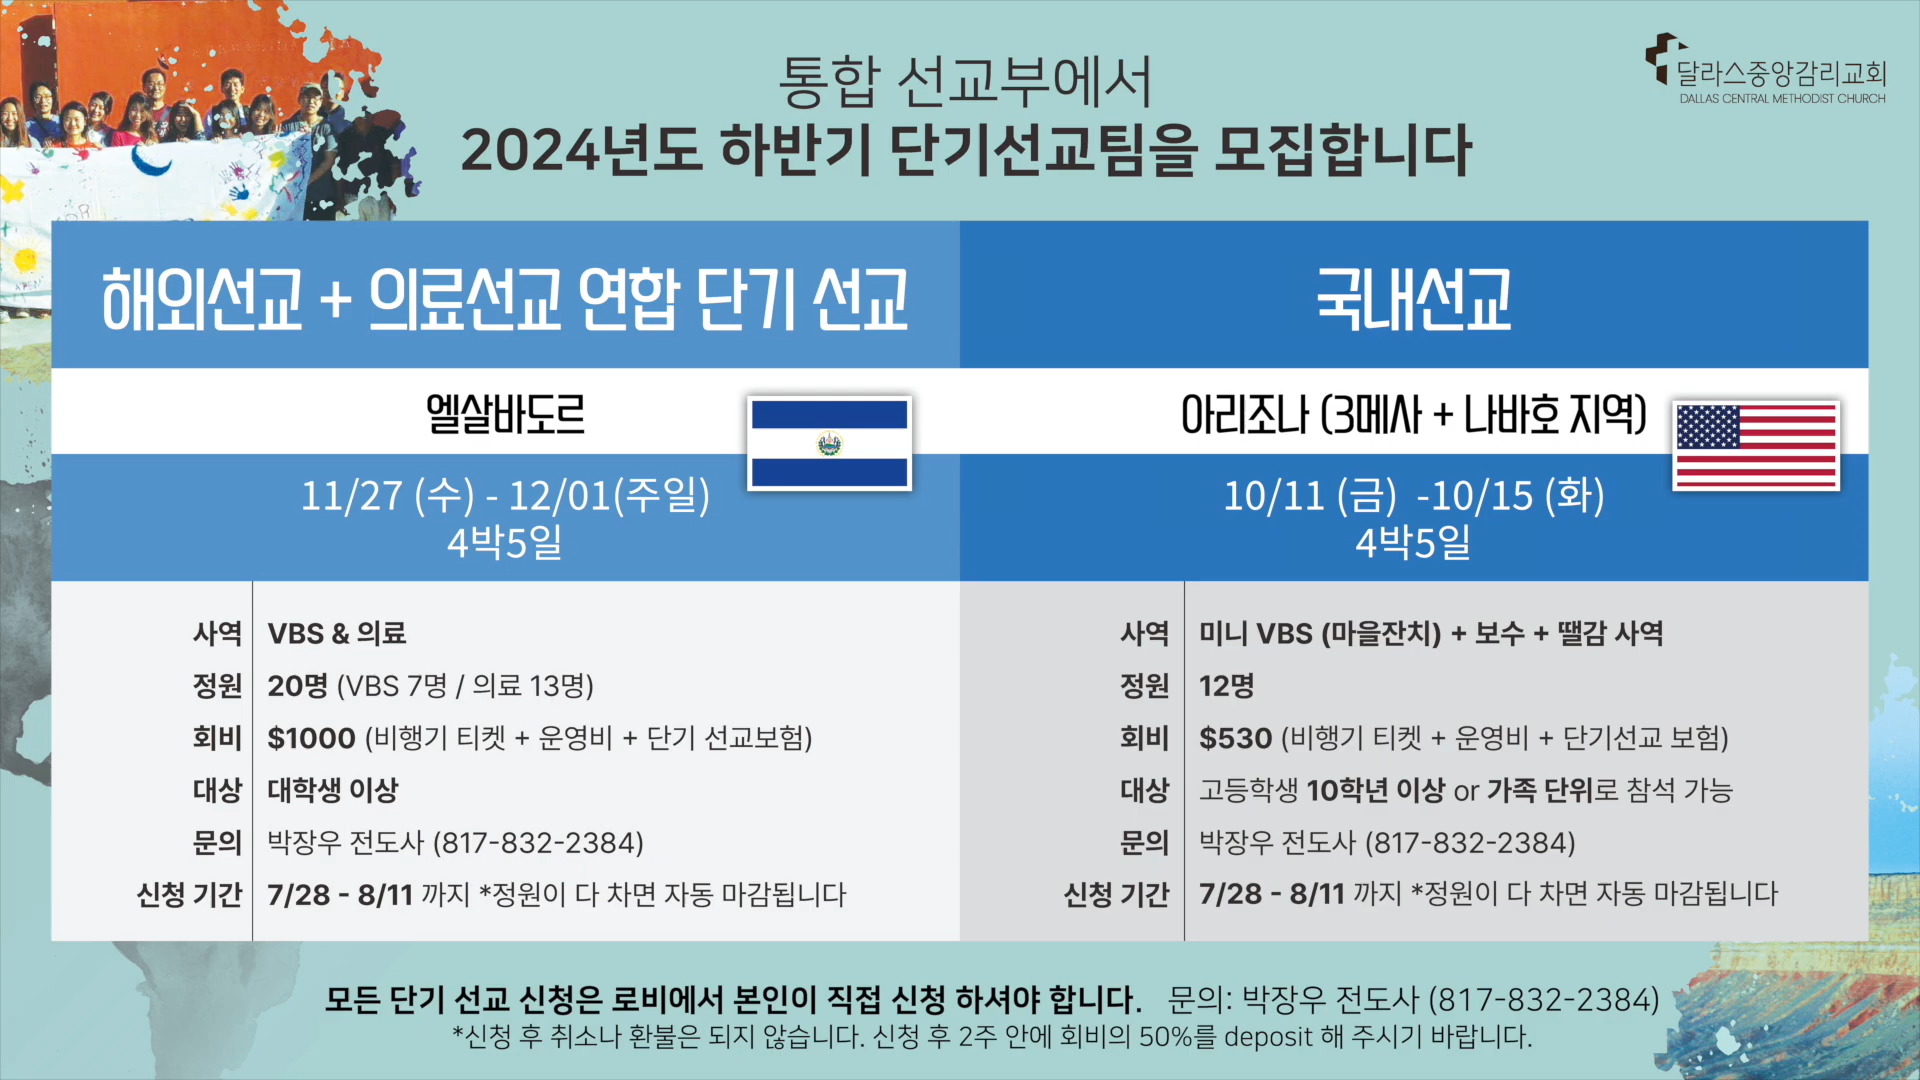 달라스중앙감리교회
DALLAS CENTRAL METHODIST CHURCH
통합 선교부에서
2024년도 하반기 단기선교팀을 모집합니다
해외선교 + 의료선교 연합 단기 선교
엘살바도르
11/27 (수) - 12/01(주일)
4박5일
사역 VBS & 의료
정원 20명 (VBS 7명 / 의료 13명)
회비 $1000 (비행기 티켓 + 운영비 + 단기 선교보험)
대상 대학생 이상
문의 박장우 전도사 (817-832-2384)
신청 기간 7/28 - 8/11 까지 *정원이 다 차면 자동 마감됩니다
국내선교
아리조나 (3메사 + 나바호 지역)
10/11 (금) -10/15 (화)
4박5일
사역 미니 VBS (마을잔치) + 보수 + 땔감 사역
정원 12명
회비 $530 (비행기 티켓 + 운영비 + 단기선교 보험)
대상 고등학생 10학년 이상 or 가족 단위로 참석 가능
문의 박장우 전도사 (817-832-2384)
신청 기간 7/28 - 8/11 까지 *정원이 다 차면 자동 마감됩니다
모든 단기 선교 신청은 로비에서 본인이 직접 신청 하셔야 합니다. 문의: 박장우 전도사 (817-832-2384)
*신청 후 취소나 환불은 되지 않습니다. 신청 후 2주 안에 회비의 50%를 deposit 해 주시기 바랍니다.